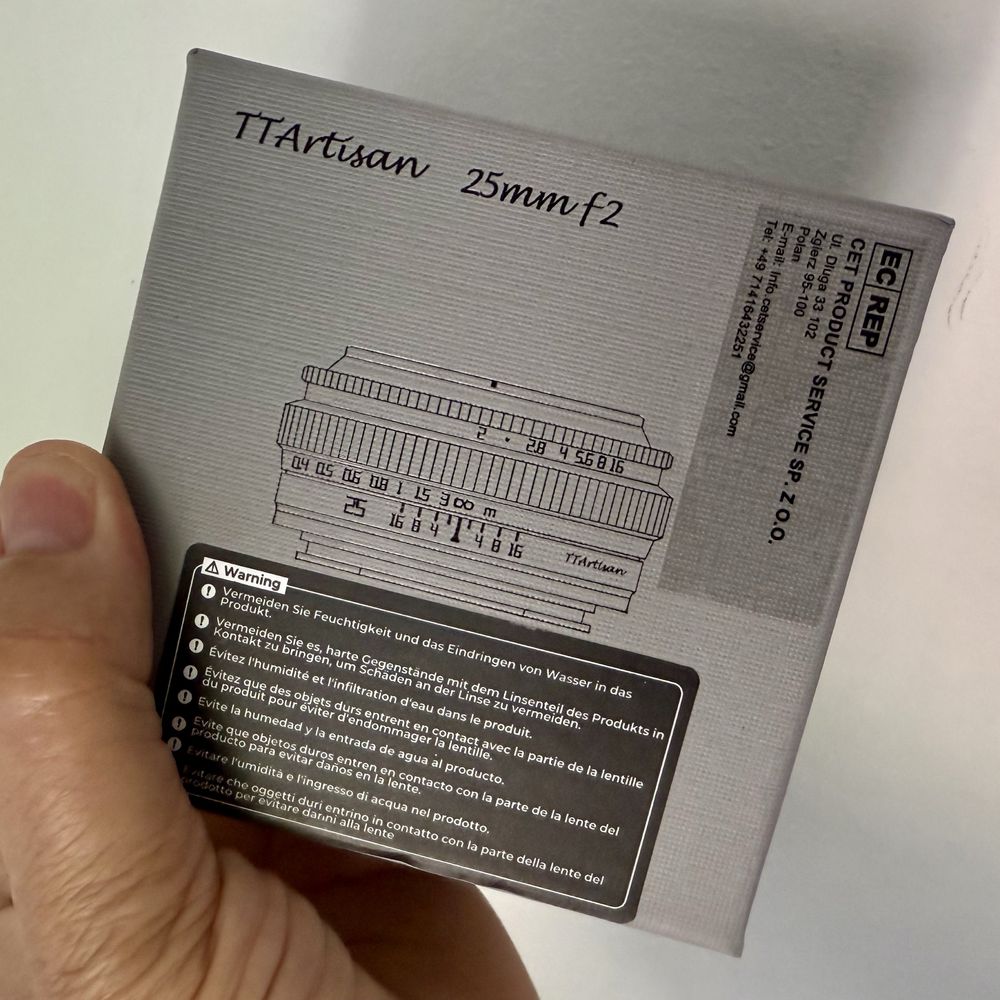 TTArtisan 25mm f2
EC REP
CET PRODUCT SERVICE SP. Z O.O.
Ul. Dluga 33 102
Zgierz 95-100
Polan
E-mail: Info.cetservice@gmail.com
Tel: +49 71416432251
2 · 2.8 4 5.6 8 16
0.4 0.5 0.6 0.8 1 1.5 3 ∞ m
25 16 8 4 4 8 16
TTArtisan
Warning
Vermeiden Sie Feuchtigkeit und das Eindringen von Wasser in das
Produkt.
Vermeiden Sie es, harte Gegenstände mit dem Linsenteil des Produkts in
Kontakt zu bringen, um Schäden an der Linse zu vermeiden.
Évitez l'humidité et l'infiltration d'eau dans le produit.
Évitez que des objets durs entrent en contact avec la partie de la lentille
du produit pour éviter d'endommager la lentille.
Evite la humedad y la entrada de agua al producto.
Evite que objetos duros entren en contacto con la parte de la lente del
producto para evitar daños en la lente.
Evitare l'umidità e l'ingresso di acqua nel prodotto.
Evitare che oggetti duri entrino in contatto con la parte della lente del
prodotto per evitare danni alla lente